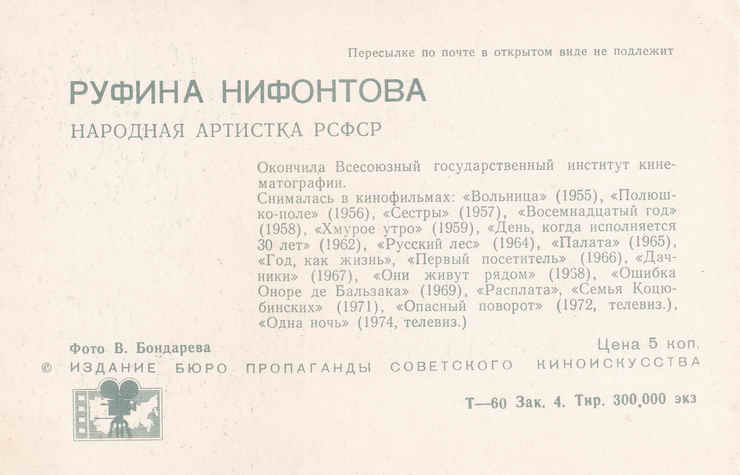 Пересылке по почте в открытом виде не подлежит
РУФИНА НИФОНТОВА
НАРОДНАЯ АРТИСТКА РСФСР
Окончила Всесоюзный государственный институт кине-
матографии.
Снималась в кинофильмах: «Вольница» (1955), «Полюш-
ко-поле» (1956), «Сестры» (1957), «Восемнадцатый год»
(1958), «Хмурое утро» (1959), «День, когда исполняется
30 лет» (1962), «Русский лес» (1964), «Палата» (1965),
«Год, как жизнь», «Первый посетитель» (1966), «Дач-
ники» (1967), «Они живут рядом» (1968), «Ошибка
Оноре де Бальзака» (1969), «Расплата», «Семья Коцю-
бинских» (1971), «Опасный поворот» (1972, телевиз.),
«Одна ночь» (1974, телевиз.)
Фото В. Бондарева
Цена 5 коп.
© ИЗДАНИЕ БЮРО ПРОПАГАНДЫ СОВЕТСКОГО КИНОИСКУССТВА
Т—60 Зак. 4. Тир. 300,000 экз